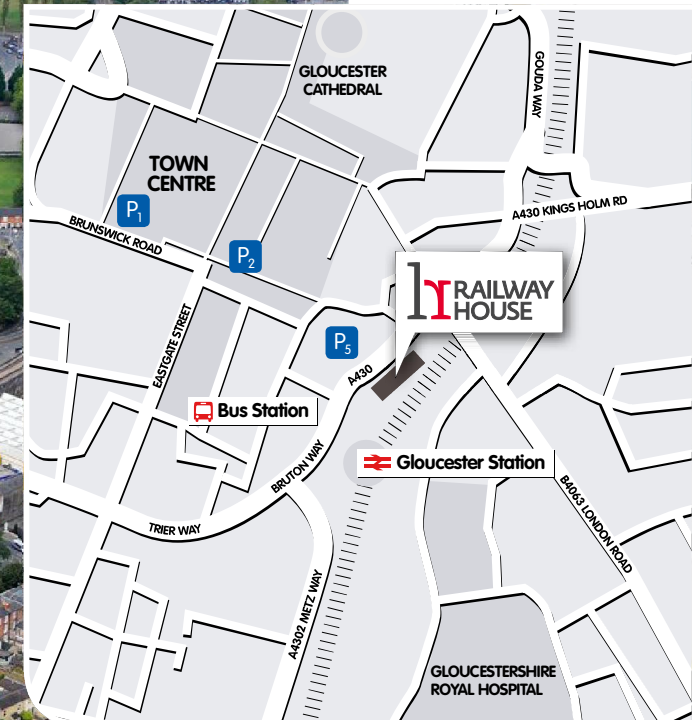 GLOUCESTER
CATHEDRAL
GOUDA WAY
TOWN
CENTRE
P1
A430 KINGS HOLM RD
BRUNSWICK ROAD
P2
hr RAILWAY
HOUSE
EASTGATE STREET
P5
A430
Bus Station
Gloucester Station
BRUTON WAY
B4063 LONDON ROAD
TRIER WAY
A4302 METZ WAY
GLOUCESTERSHIRE
ROYAL HOSPITAL